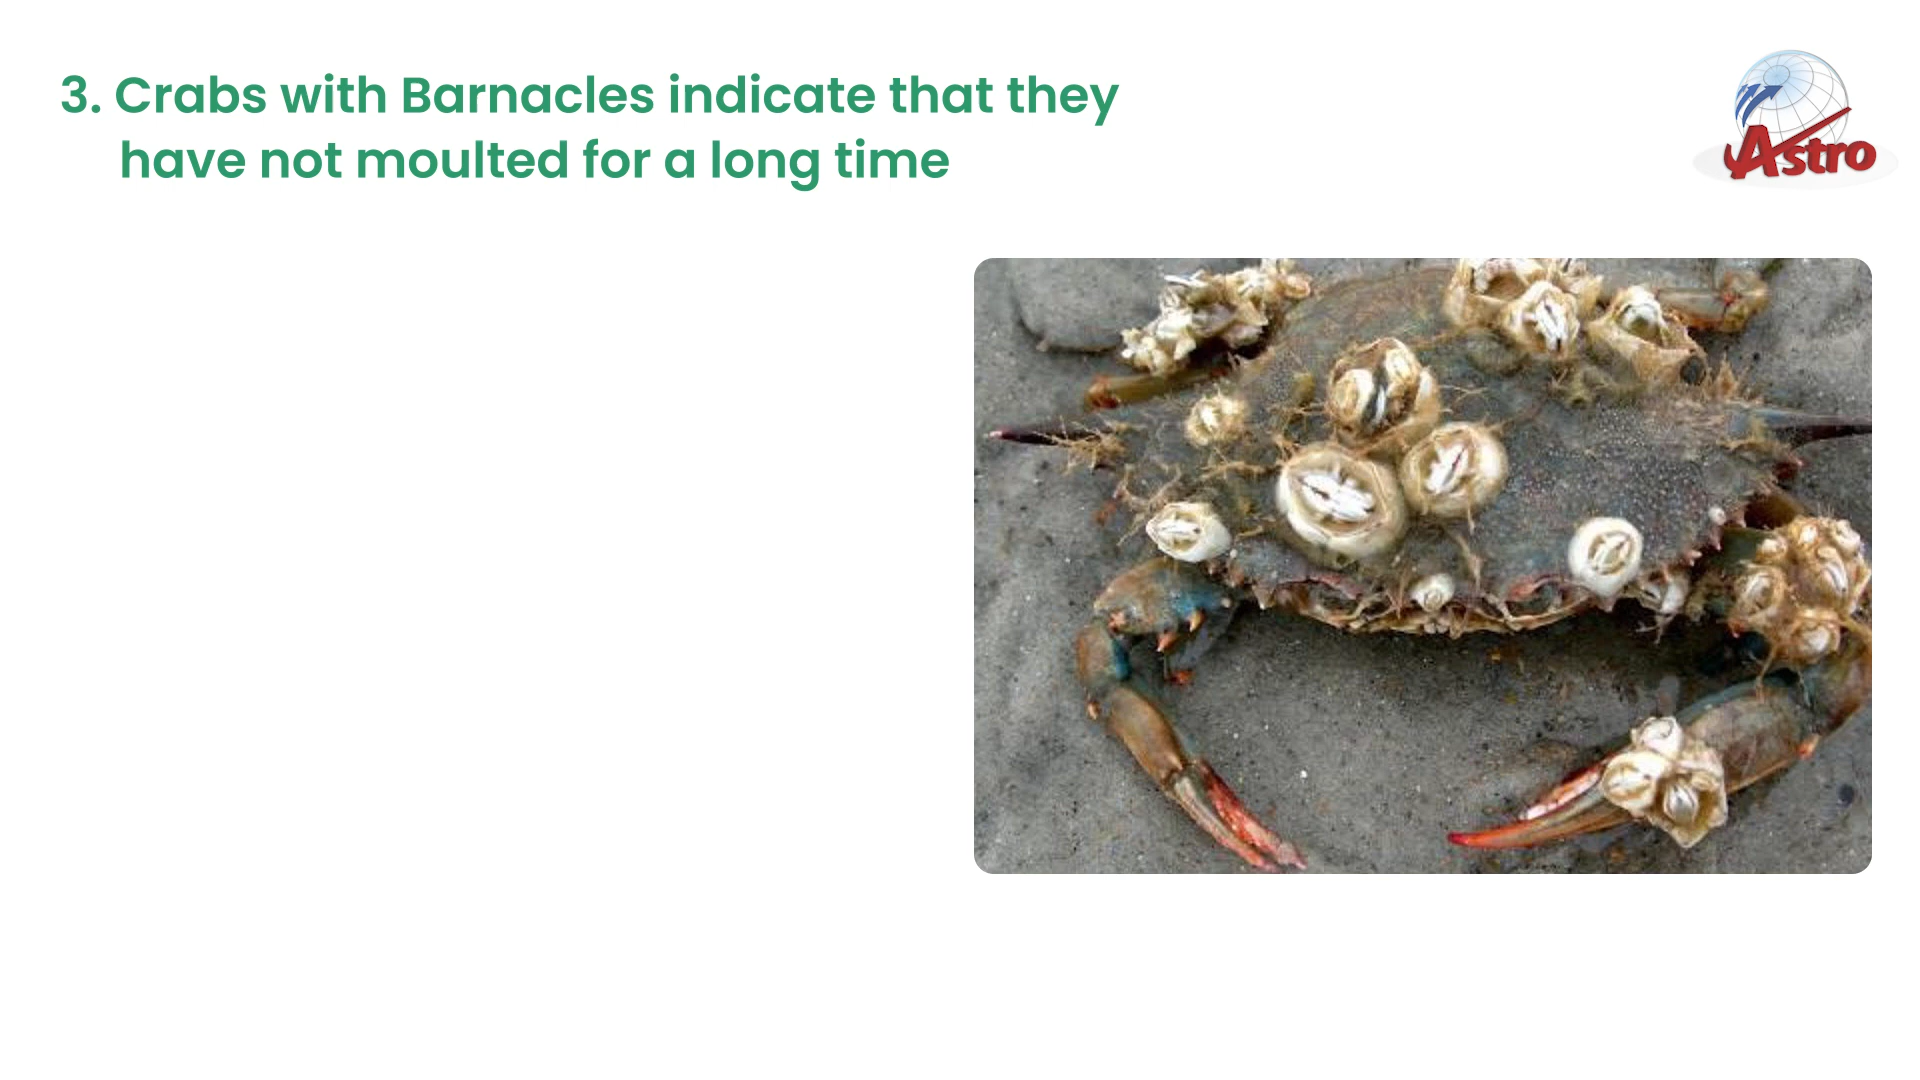 3. Crabs with Barnacles indicate that they
have not moulted for a long time
Astro